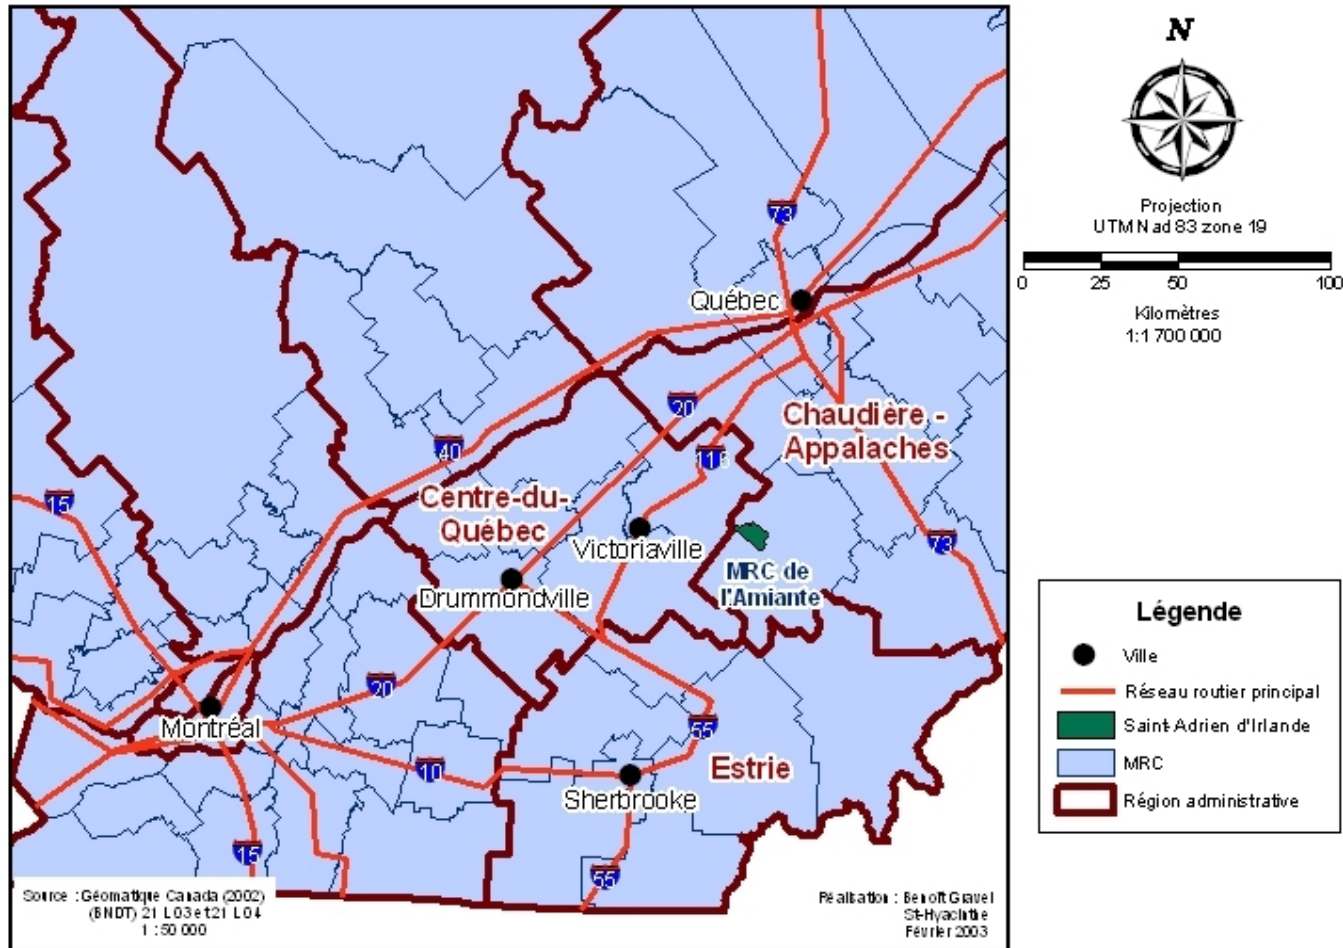 N
Projection
UTM Nad 83 zone 19
0 25 50 100
Kilomètres
1:1 700 000
73
Québec
20
Chaudière -
Appalaches
116
40
15
Centre-du-
Québec
Victoriaville
73
MRC de
l'Amiante
Drummondville
20
Montréal
55
10
Estrie
Sherbrooke
15
55
Légende
Ville
Réseau routier principal
Saint-Adrien d'Irlande
MRC
Région administrative
Source : Géomatique Canada (2002)
(BNDT) 21 L03 et 21 L04
1 : 50 000
Réalisation : Benoît Gravel
St-Hyacinthe
Février 2003